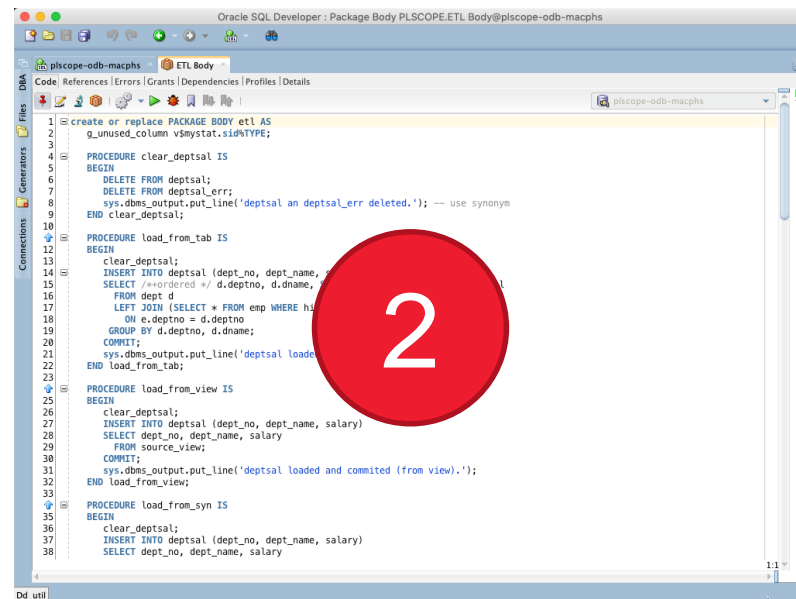 Oracle SQL Developer : Package Body PLSCOPE.ETL Body@plscope-odb-macphs
plscope-odb-macphs
ETL Body
Code References Errors Grants Dependencies Profiles Details
plscope-odb-macphs
DBA
Files
Generators
Connections
1 create or replace PACKAGE BODY etl AS
2 g_unused_column v$mystat.sid%TYPE;
3
4 PROCEDURE clear_deptsal IS
5 BEGIN
6 DELETE FROM deptsal;
7 DELETE FROM deptsal_err;
8 sys.dbms_output.put_line('deptsal an deptsal_err deleted.'); -- use synonym
9 END clear_deptsal;
10
PROCEDURE load_from_tab IS
12 BEGIN
13 clear_deptsal;
14 INSERT INTO deptsal (dept_no, dept_name,
15 SELECT /*+ordered */ d.deptno, d.dname,
16 FROM dept d
17 LEFT JOIN (SELECT * FROM emp WHERE
18 ON e.deptno = d.deptno
19 GROUP BY d.deptno, d.dname;
20 COMMIT;
21 sys.dbms_output.put_line('deptsal
22 END load_from_tab;
23
PROCEDURE load_from_view IS
25 BEGIN
26 clear_deptsal;
27 INSERT INTO deptsal (dept_no, dept_name, salary)
28 SELECT dept_no, dept_name, salary
29 FROM source_view;
30 COMMIT;
31 sys.dbms_output.put_line('deptsal loaded and commited (from view).');
32 END load_from_view;
33
PROCEDURE load_from_syn IS
35 BEGIN
36 clear_deptsal;
37 INSERT INTO deptsal (dept_no, dept_name, salary)
38 SELECT dept_no, dept_name, salary
2
1:1
Dd_util